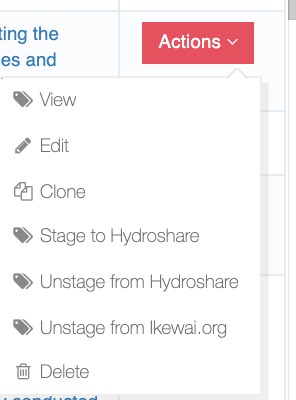 ting the
es and
Actions
View
Edit
Clone
Stage to Hydroshare
Unstage from Hydroshare
Unstage from Ikewai.org
Delete
conducted